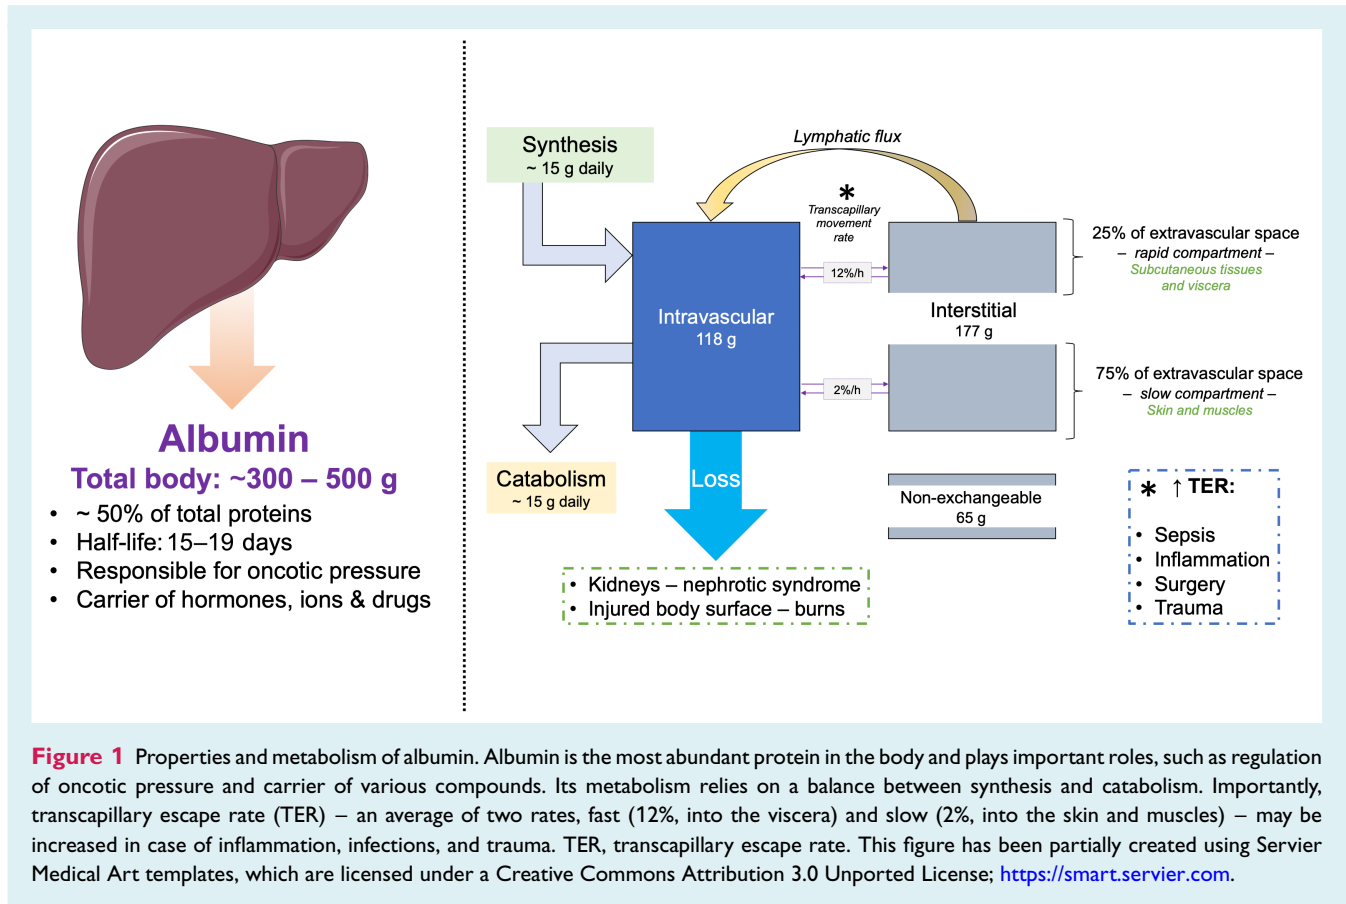 Albumin
Total body: ~300 – 500 g
• ~ 50% of total proteins
• Half-life: 15–19 days
• Responsible for oncotic pressure
• Carrier of hormones, ions & drugs
Synthesis
~ 15 g daily
Lymphatic flux
*
Transcapillary
movement
rate
Intravascular
118 g
12%/h
2%/h
Interstitial
177 g
25% of extravascular space
– rapid compartment –
Subcutaneous tissues
and viscera
75% of extravascular space
– slow compartment –
Skin and muscles
Catabolism
~ 15 g daily
Loss
Non-exchangeable
65 g
• Kidneys – nephrotic syndrome
• Injured body surface – burns
* ↑ TER:
• Sepsis
• Inflammation
• Surgery
• Trauma
Figure 1 Properties and metabolism of albumin. Albumin is the most abundant protein in the body and plays important roles, such as regulation
of oncotic pressure and carrier of various compounds. Its metabolism relies on a balance between synthesis and catabolism. Importantly,
transcapillary escape rate (TER) – an average of two rates, fast (12%, into the viscera) and slow (2%, into the skin and muscles) – may be
increased in case of inflammation, infections, and trauma. TER, transcapillary escape rate. This figure has been partially created using Servier
Medical Art templates, which are licensed under a Creative Commons Attribution 3.0 Unported License; https://smart.servier.com.